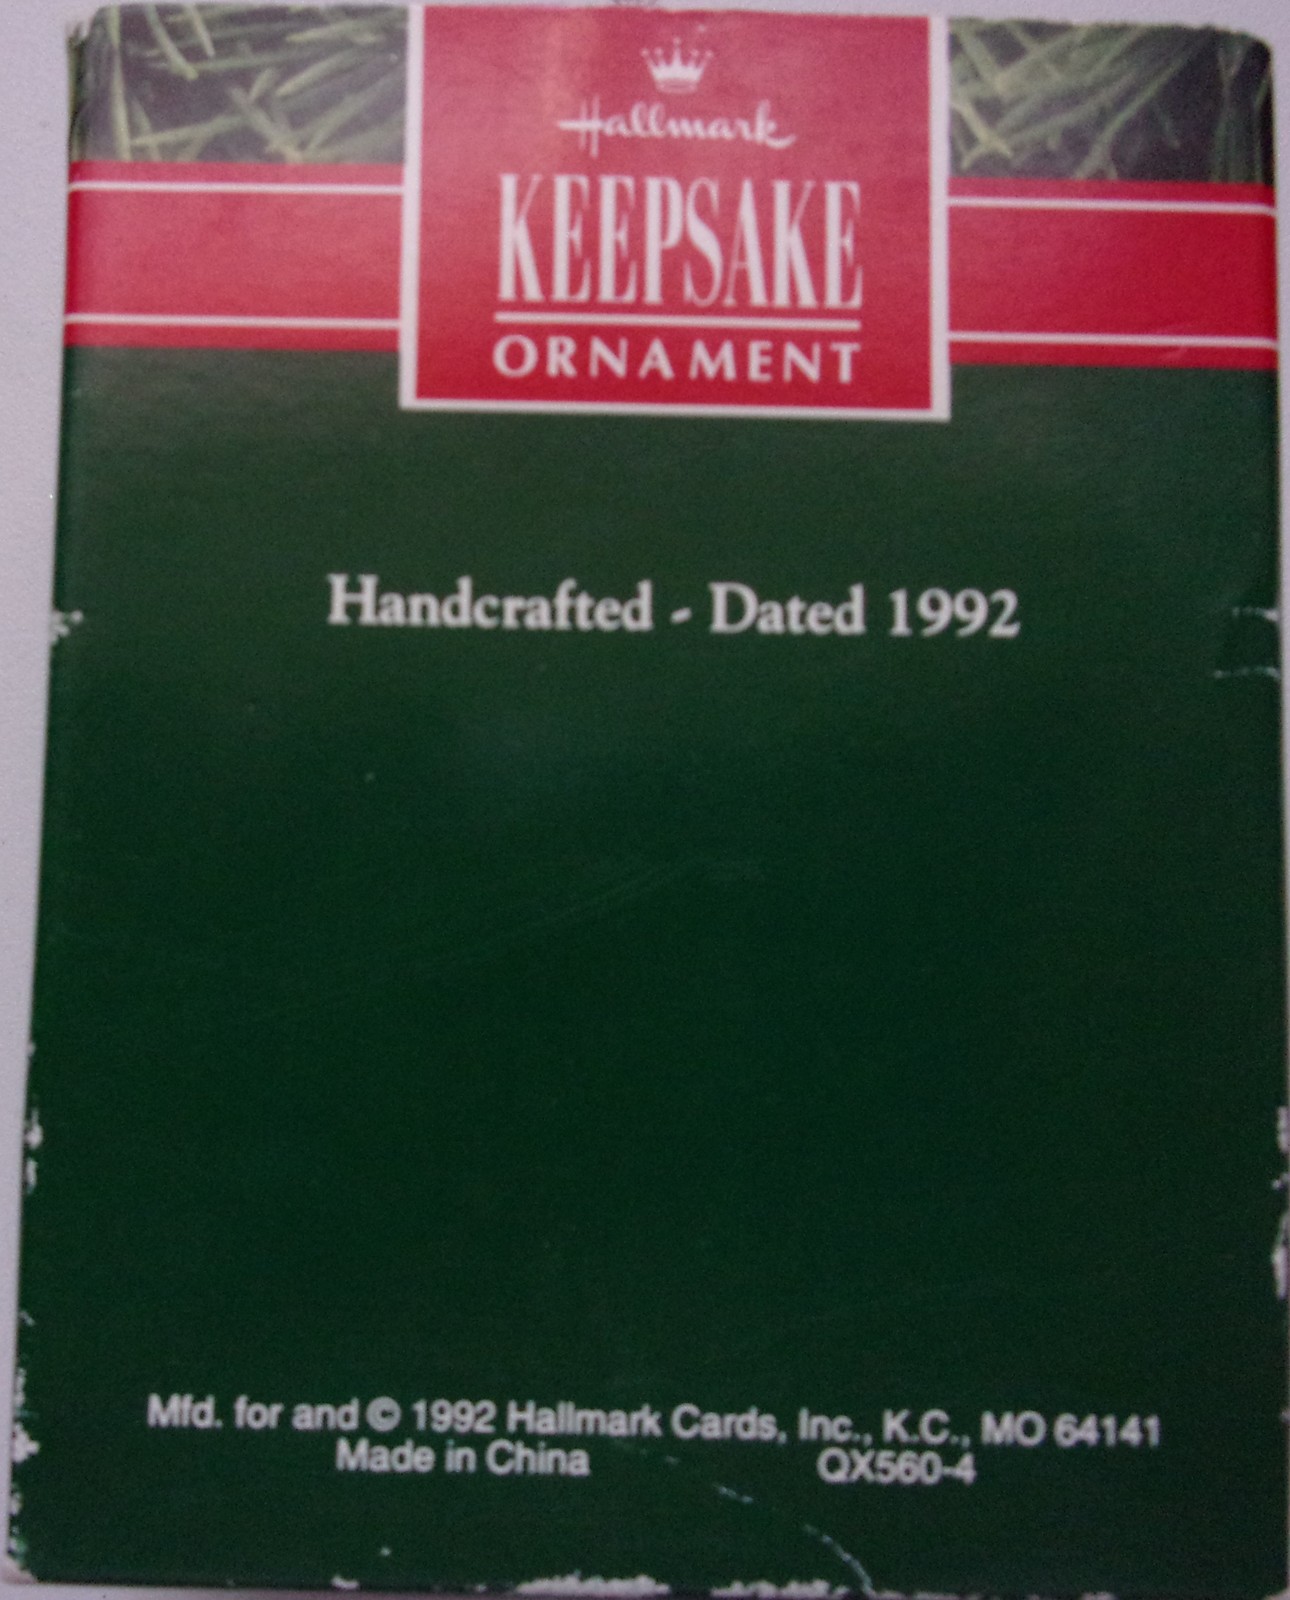 Hallmark
KEEPSAKE
ORNAMENT
Handcrafted - Dated 1992
Mfd. for and © 1992 Hallmark Cards, Inc., K.C., MO 64141
Made in China QX560-4